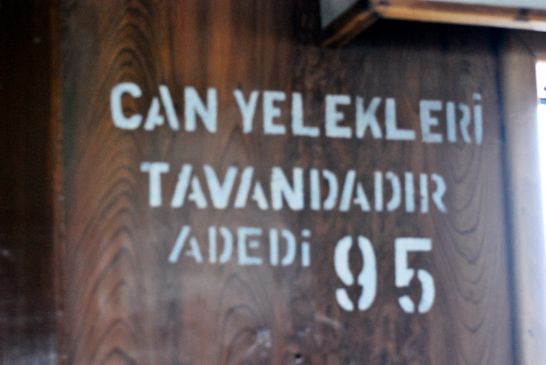 CAN YELEKLERİ
TAVANDADIR
ADEDİ 95